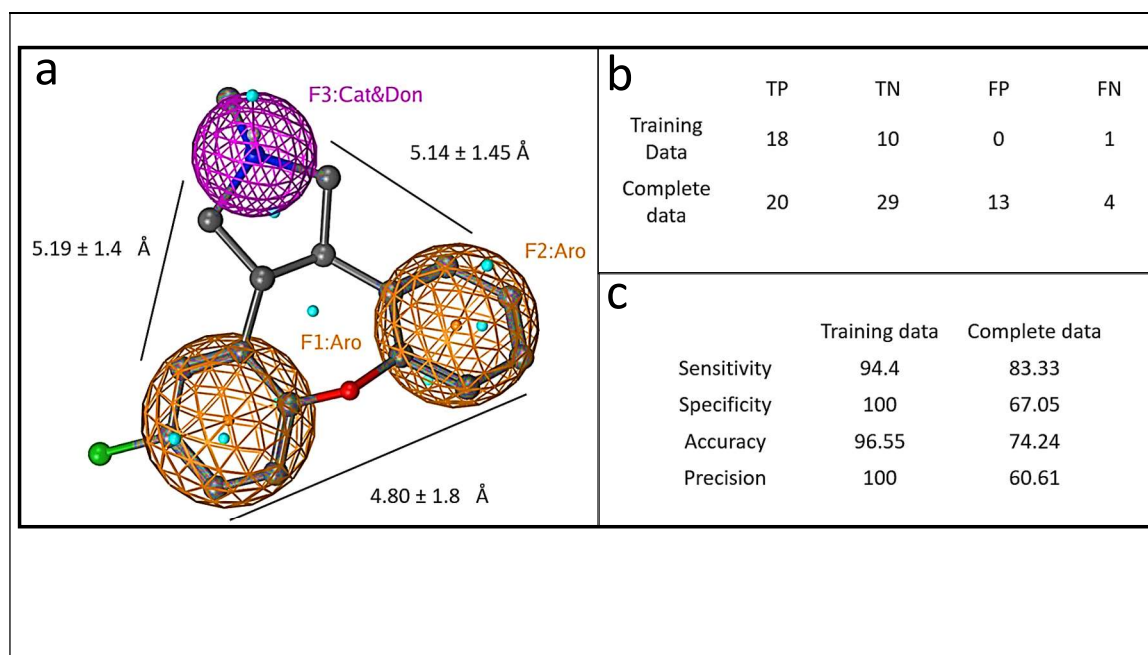 a
F3:Cat&Don
5.14 ± 1.45 Å
5.19 ± 1.4 Å
F2:Aro
F1:Aro
4.80 ± 1.8 Å
b
TP TN FP FN
Training
Data 18 10 0 1
Complete
data 20 29 13 4
c
Training data Complete data
Sensitivity 94.4 83.33
Specificity 100 67.05
Accuracy 96.55 74.24
Precision 100 60.61